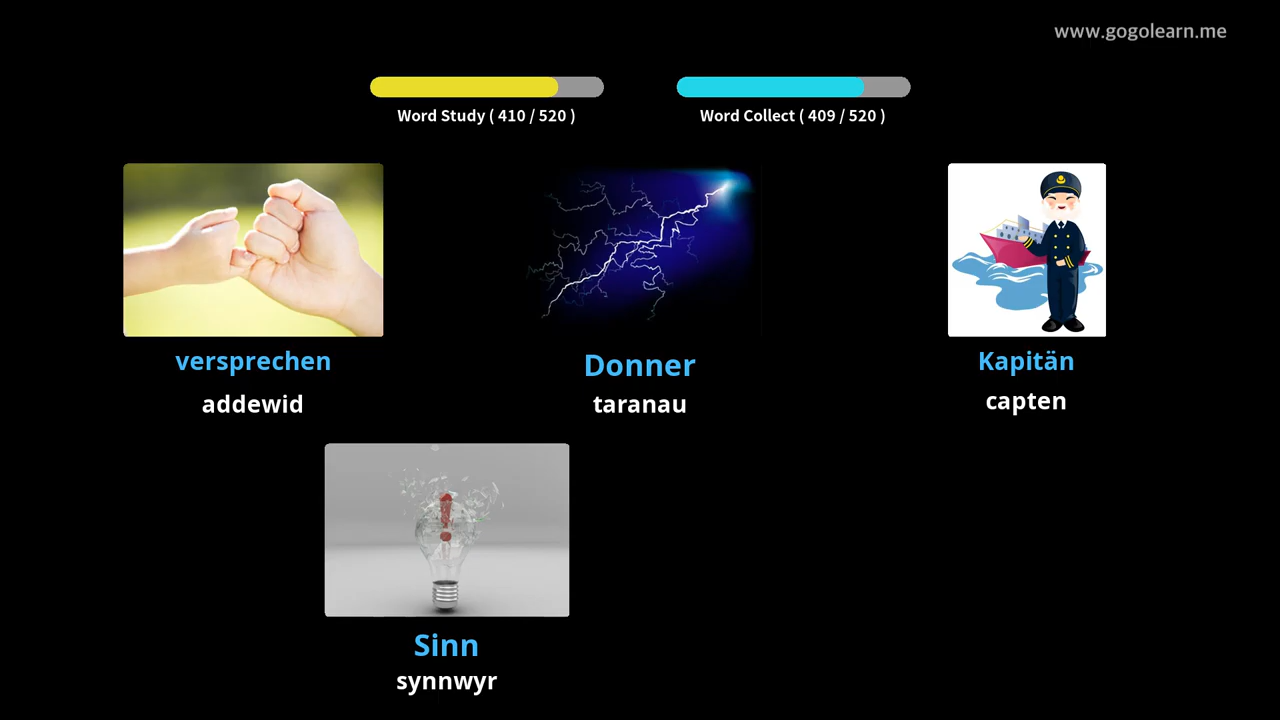 www.gogolearn.me
Word Study ( 410 / 520 )
Word Collect ( 409 / 520 )
versprechen
addewid
Donner
taranau
Kapitän
capten
Sinn
synnwyr